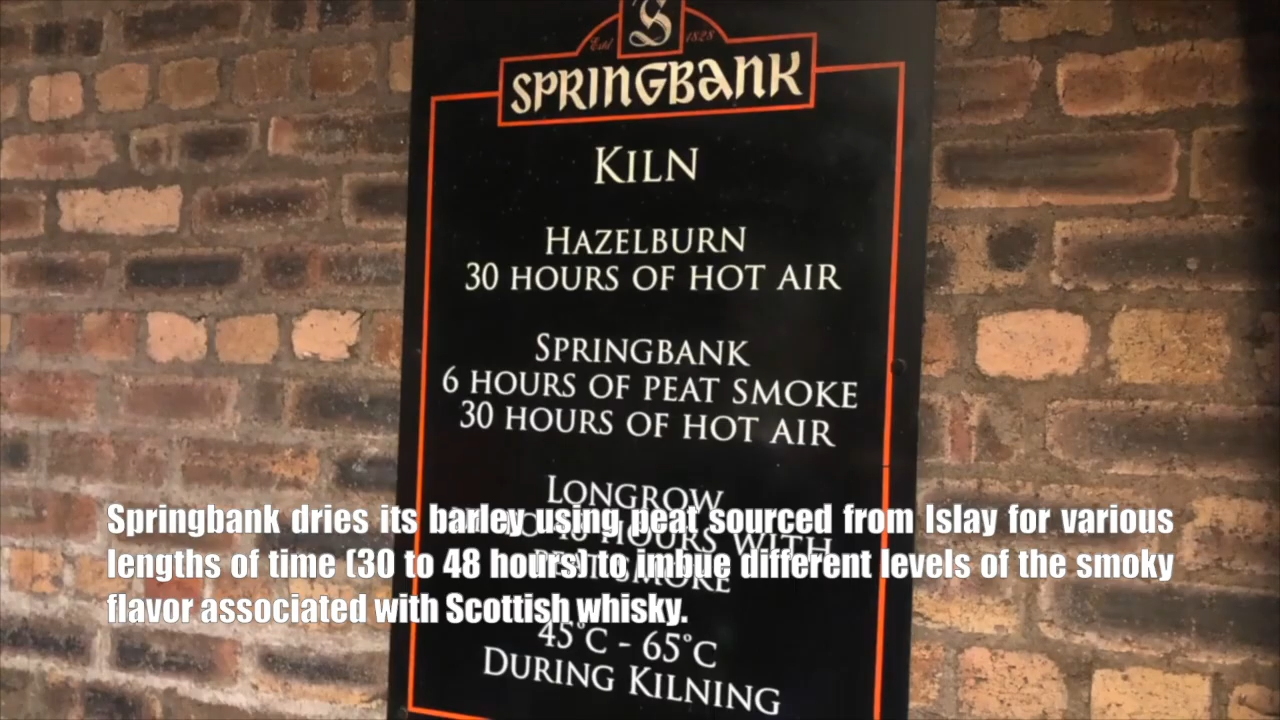 Estd 1828
S
SPRINGBANK
KILN
HAZELBURN
30 HOURS OF HOT AIR
SPRINGBANK
6 HOURS OF PEAT SMOKE
30 HOURS OF HOT AIR
LONGROW
48 HOURS WITH
PEAT SMOKE
45°C - 65°C
DURING KILNING
Springbank dries its barley using peat sourced from Islay for various
lengths of time (30 to 48 hours) to imbue different levels of the smoky
flavor associated with Scottish whisky.